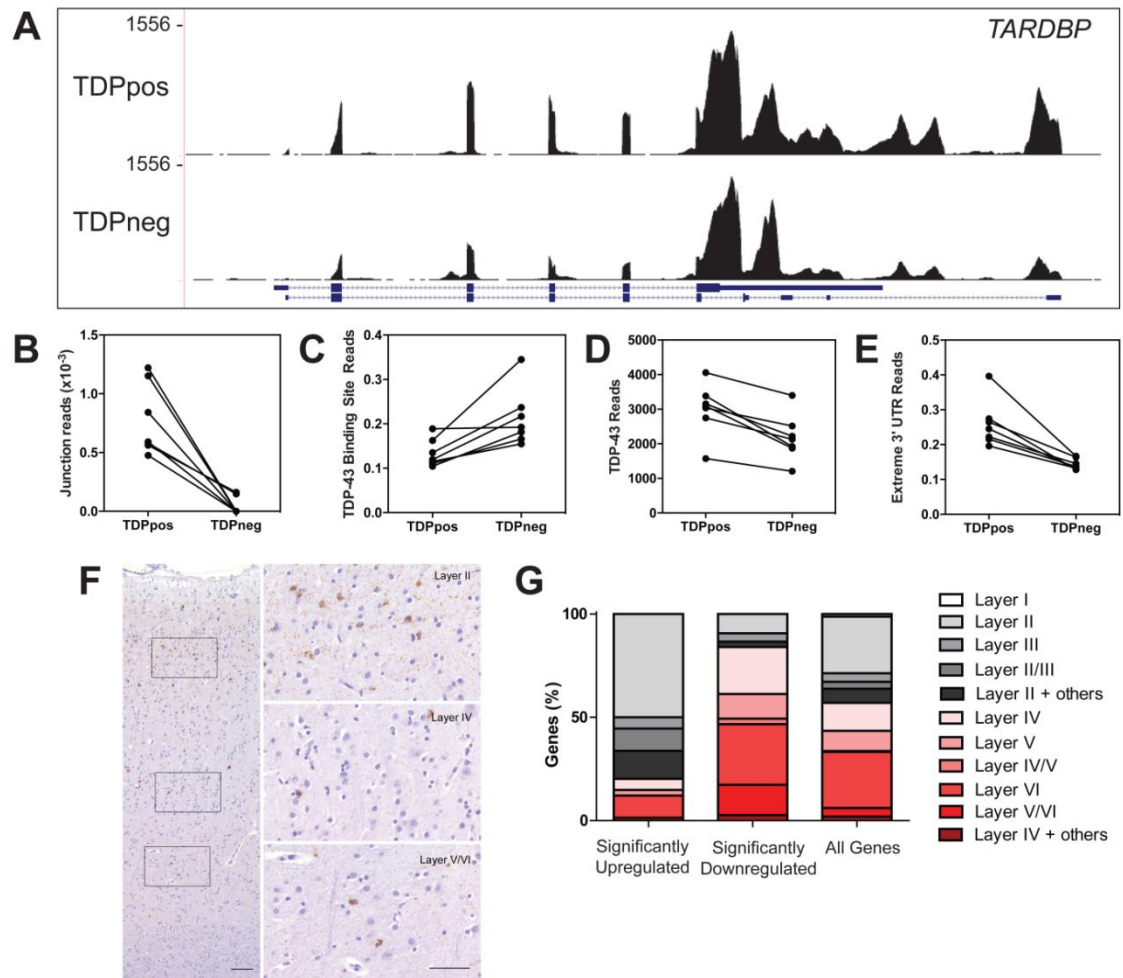 A
1556 -
TARDBP
TDPpos
1556 -
TDPneg
B
Junction reads (x10⁻³)
1.5
1.0
0.5
0.0
TDPpos TDPneg
C
TDP-43 Binding Site Reads
0.4
0.3
0.2
0.1
0.0
TDPpos TDPneg
D
TDP-43 Reads
5000
4000
3000
2000
1000
0
TDPpos TDPneg
E
Extreme 3' UTR Reads
0.5
0.4
0.3
0.2
0.1
0.0
TDPpos TDPneg
F
Layer II
Layer IV
Layer V/VI
G
Genes (%)
100
50
0
Significantly
Upregulated
Significantly
Downregulated
All Genes
Layer I
Layer II
Layer III
Layer II/III
Layer II + others
Layer IV
Layer V
Layer IV/V
Layer VI
Layer V/VI
Layer IV + others